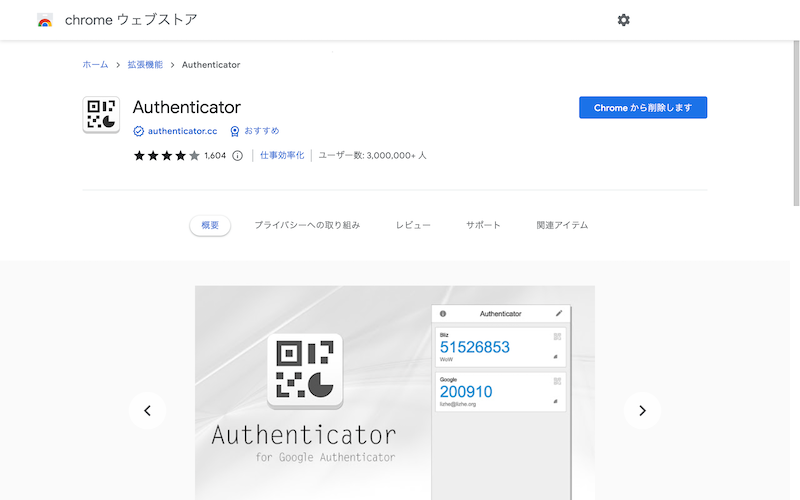 chrome ウェブストア
ホーム > 拡張機能 > Authenticator
Authenticator
authenticator.cc おすすめ
1,604 仕事効率化 ユーザー数: 3,000,000+ 人
Chrome から削除します
概要 プライバシーへの取り組み レビュー サポート 関連アイテム
Authenticator
for Google Authenticator
Authenticator
Bliz
51526853
WoW
Google
200910
lizhe@lizhe.org